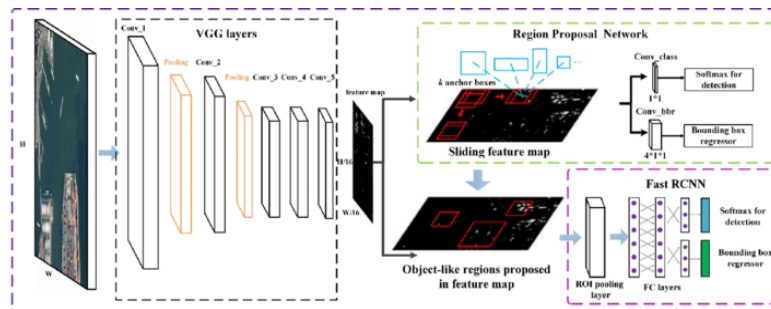 VGG layers
Conv_1
Pooling
Conv_2
Pooling
Conv_3
Conv_4
Conv_5
H
W
feature map
H/16
W/16
Region Proposal Network
k anchor boxes
...
Sliding feature map
Conv_class
1*1
Softmax for
detection
Conv_bbr
4*1*1
Bounding box
regressor
Object-like regions proposed
in feature map
Fast RCNN
ROI pooling
layer
FC layers
Softmax for
detection
Bounding box
regressor